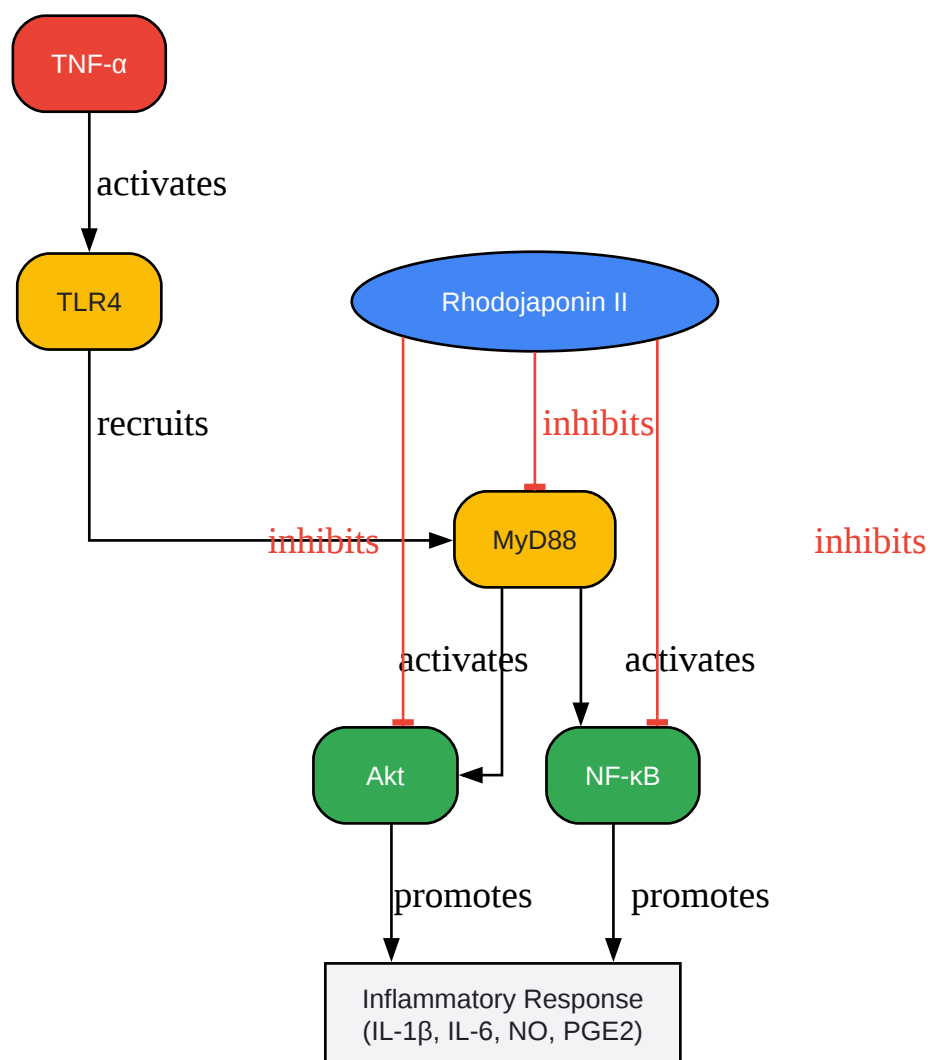 TNF-α
activates
TLR4
Rhodojaponin II
recruits
inhibits
inhibits
MyD88
inhibits
activates
activates
Akt
NF-κB
promotes
promotes
Inflammatory Response
(IL-1β, IL-6, NO, PGE2)